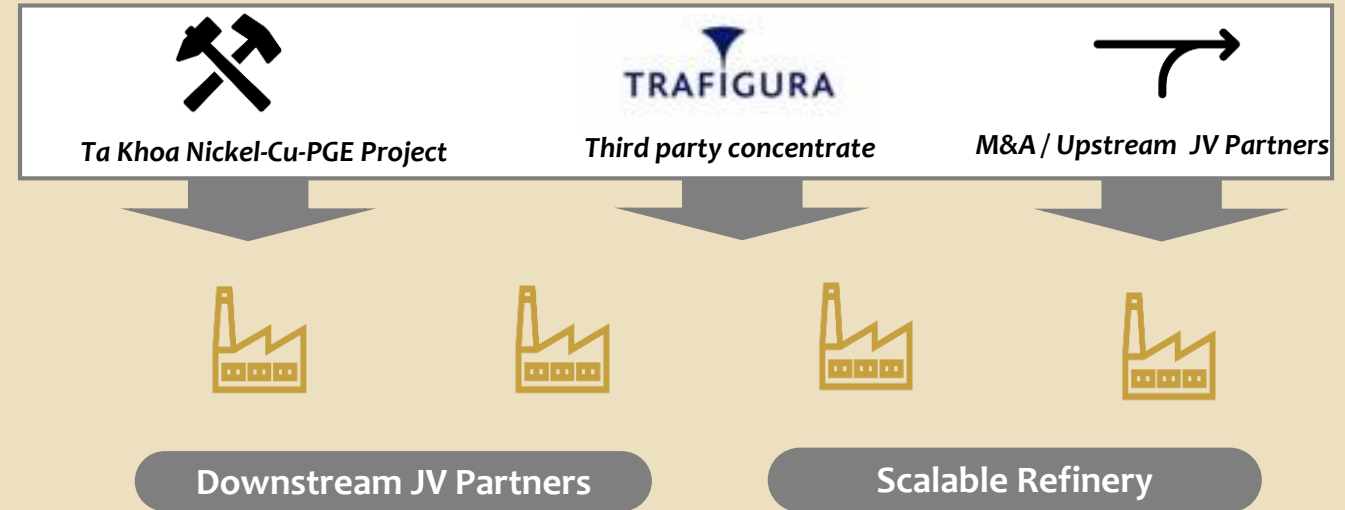 TRAFIGURA
Ta Khoa Nickel-Cu-PGE Project
Third party concentrate
M&A / Upstream JV Partners
Downstream JV Partners
Scalable Refinery